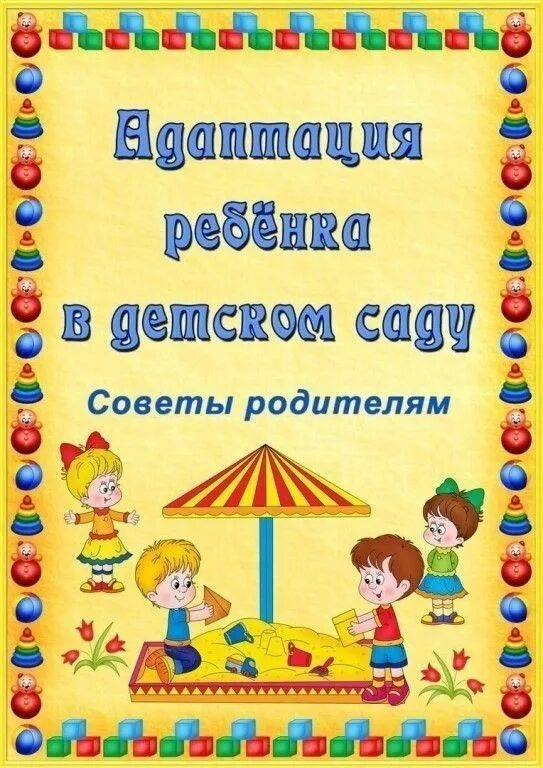 Адаптация
ребёнка
в детском саду
Советы родителям